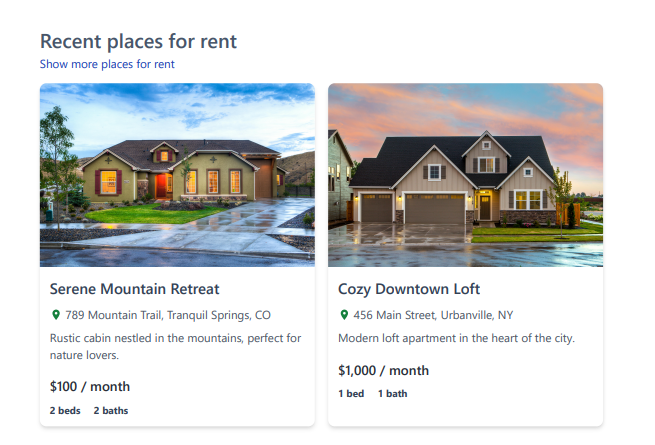 Recent places for rent
Show more places for rent
Serene Mountain Retreat
789 Mountain Trail, Tranquil Springs, CO
Rustic cabin nestled in the mountains, perfect for
nature lovers.
$100 / month
2 beds 2 baths
Cozy Downtown Loft
456 Main Street, Urbanville, NY
Modern loft apartment in the heart of the city.
$1,000 / month
1 bed 1 bath